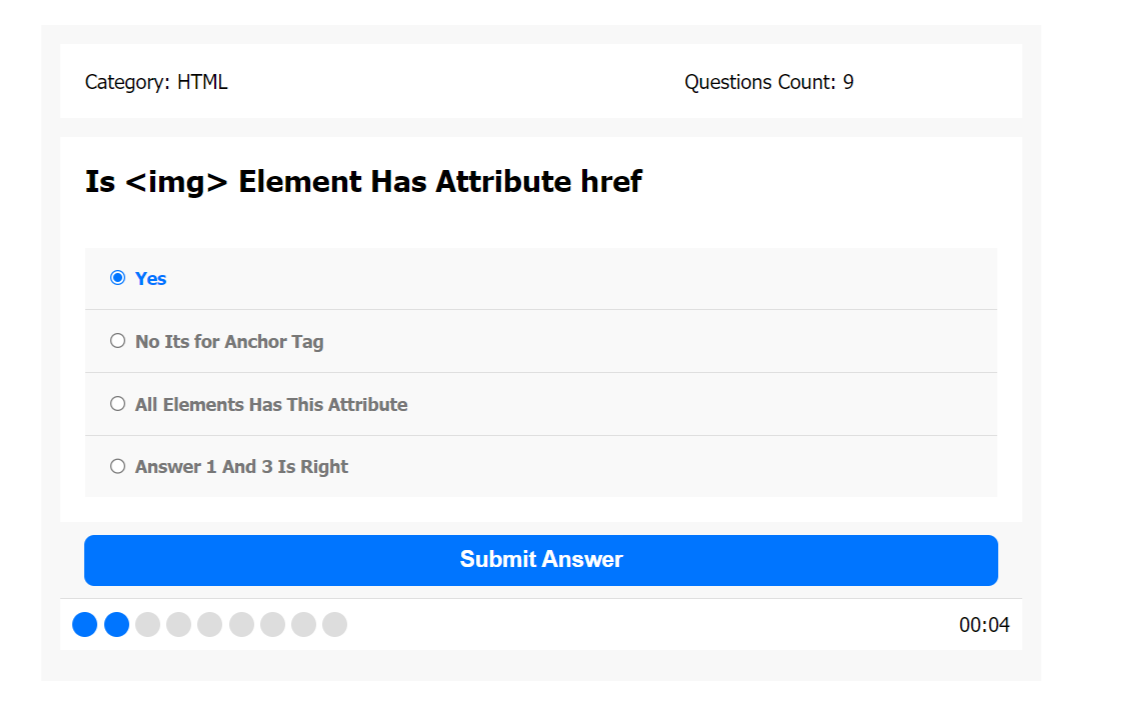 Category: HTML
Questions Count: 9
Is <img> Element Has Attribute href
Yes
No Its for Anchor Tag
All Elements Has This Attribute
Answer 1 And 3 Is Right
Submit Answer
00:04